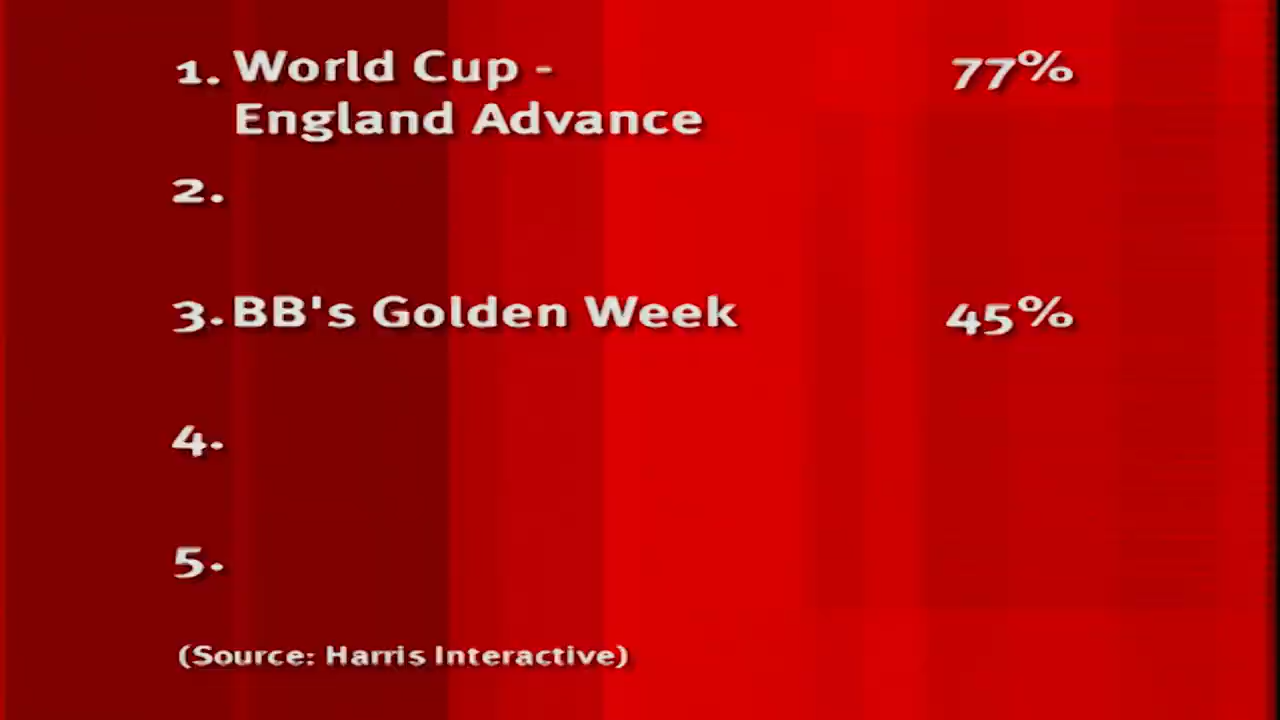 1. World Cup - 77%
England Advance
2.
3. BB's Golden Week 45%
4.
5.
(Source: Harris Interactive)